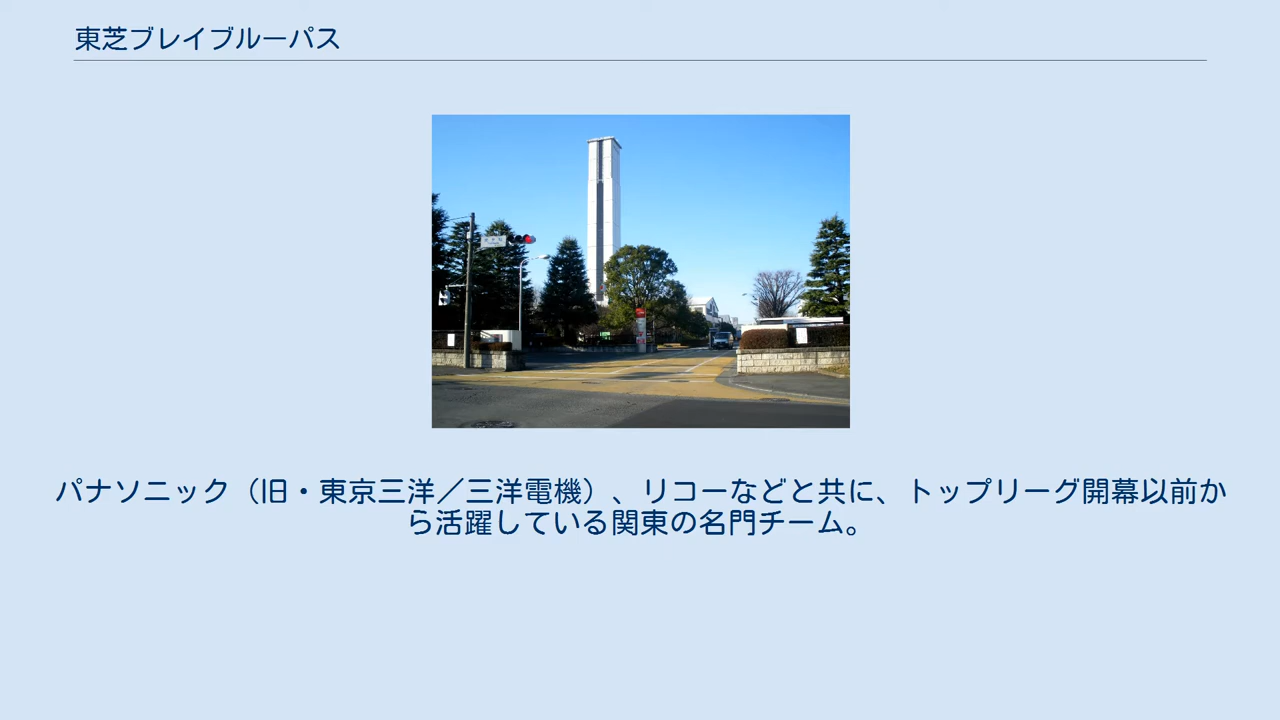 東芝ブレイブルーパス
パナソニック（旧・東京三洋／三洋電機）、リコーなどと共に、トップリーグ開幕以前か
ら活躍している関東の名門チーム。